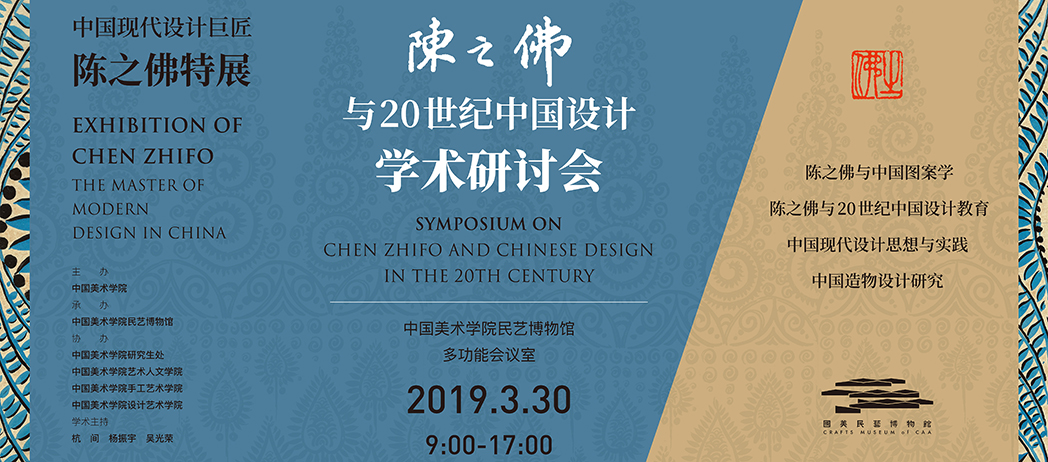 中国现代设计巨匠
陈之佛特展
EXHIBITION OF
CHEN ZHIFO
THE MASTER OF
MODERN
DESIGN IN CHINA
主 办
中国美术学院
承 办
中国美术学院民艺博物馆
协 办
中国美术学院研究生处
中国美术学院艺术人文学院
中国美术学院手工艺术学院
中国美术学院设计艺术学院
学术主持
杭 间 杨振宇 吴光荣
陳之佛
与20世纪中国设计
学术研讨会
SYMPOSIUM ON
CHEN ZHIFO AND CHINESE DESIGN
IN THE 20TH CENTURY
中国美术学院民艺博物馆
多功能会议室
2019.3.30
9:00-17:00
之佛
陈之佛与中国图案学
陈之佛与20世纪中国设计教育
中国现代设计思想与实践
中国造物设计研究
國美民藝博物館
CRAFTS MUSEUM of CAA